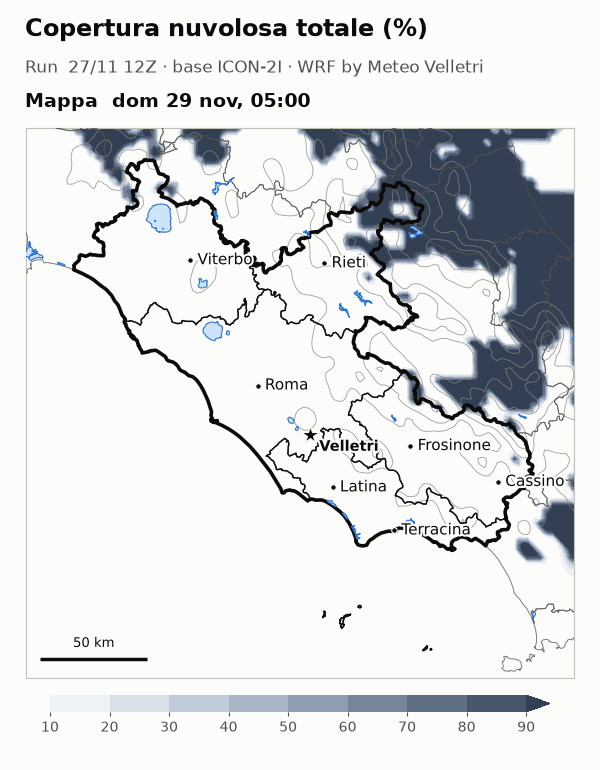 Copertura nuvolosa totale (%)
Run  27/11 12Z · base ICON-2I · WRF by Meteo Velletri
Mappa  dom 29 nov, 05:00
Viterbo
Rieti
Roma
Velletri
Frosinone
Latina
Cassino
Terracina
50 km
10 20 30 40 50 60 70 80 90